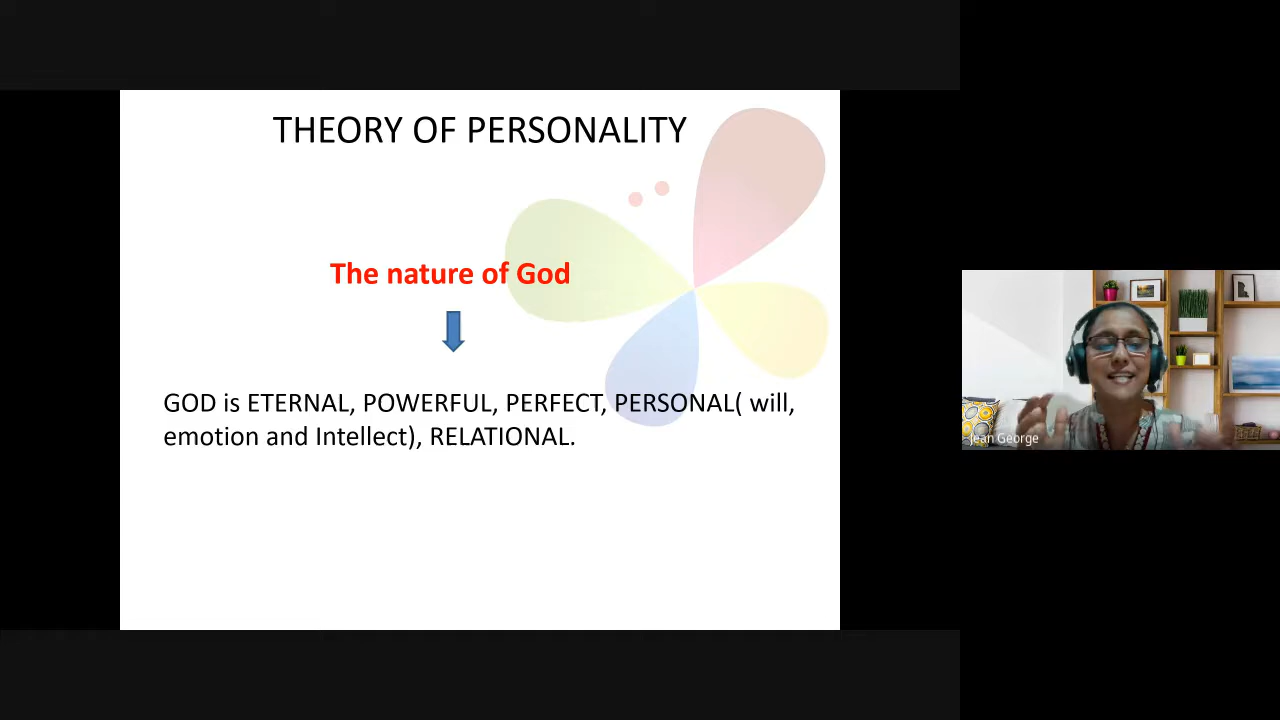 THEORY OF PERSONALITY
The nature of God
GOD is ETERNAL, POWERFUL, PERFECT, PERSONAL( will,
emotion and Intellect), RELATIONAL.
Jean George